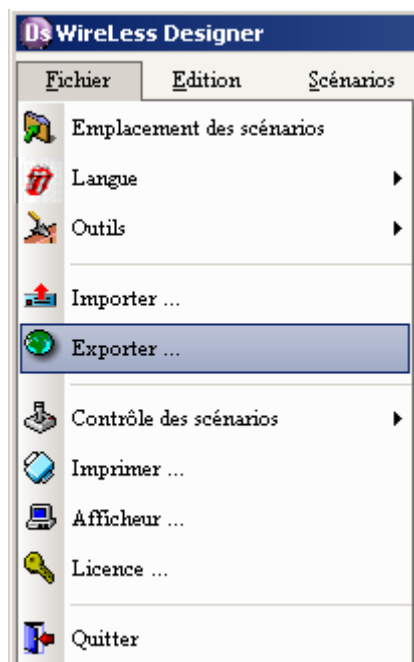 Ds WireLess Designer
Fichier Edition Scénarios
Emplacement des scénarios
Langue
Outils
Importer ...
Exporter ...
Contrôle des scénarios
Imprimer ...
Afficheur ...
Licence ...
Quitter